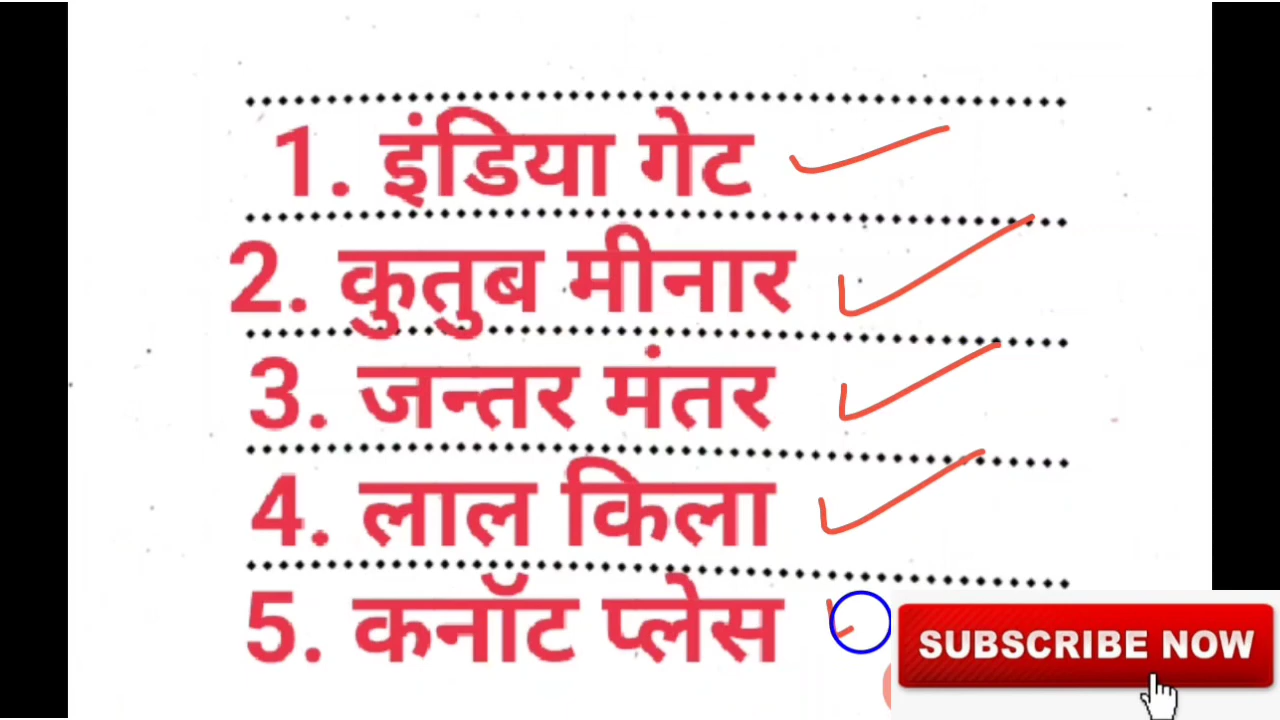 1. इंडिया गेट
2. कुतुब मीनार
3. जन्तर मंतर
4. लाल किला
5. कनॉट प्लेस
SUBSCRIBE NOW